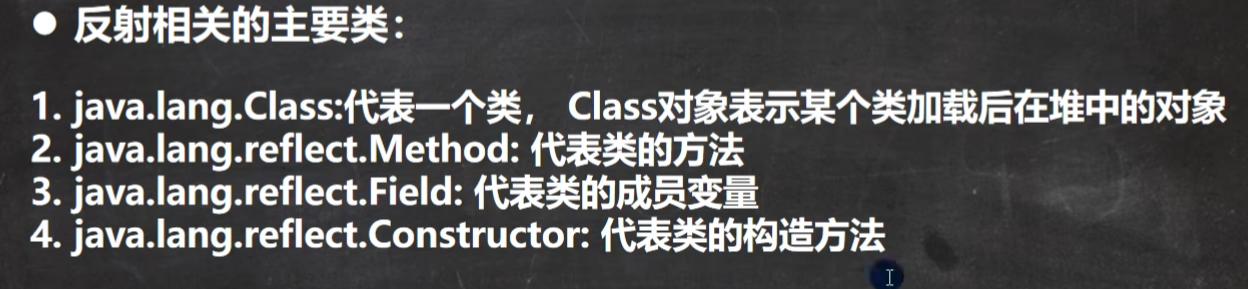 ● 反射相关的主要类：
1. java.lang.Class:代表一个类， Class对象表示某个类加载后在堆中的对象
2. java.lang.reflect.Method: 代表类的方法
3. java.lang.reflect.Field: 代表类的成员变量
4. java.lang.reflect.Constructor: 代表类的构造方法